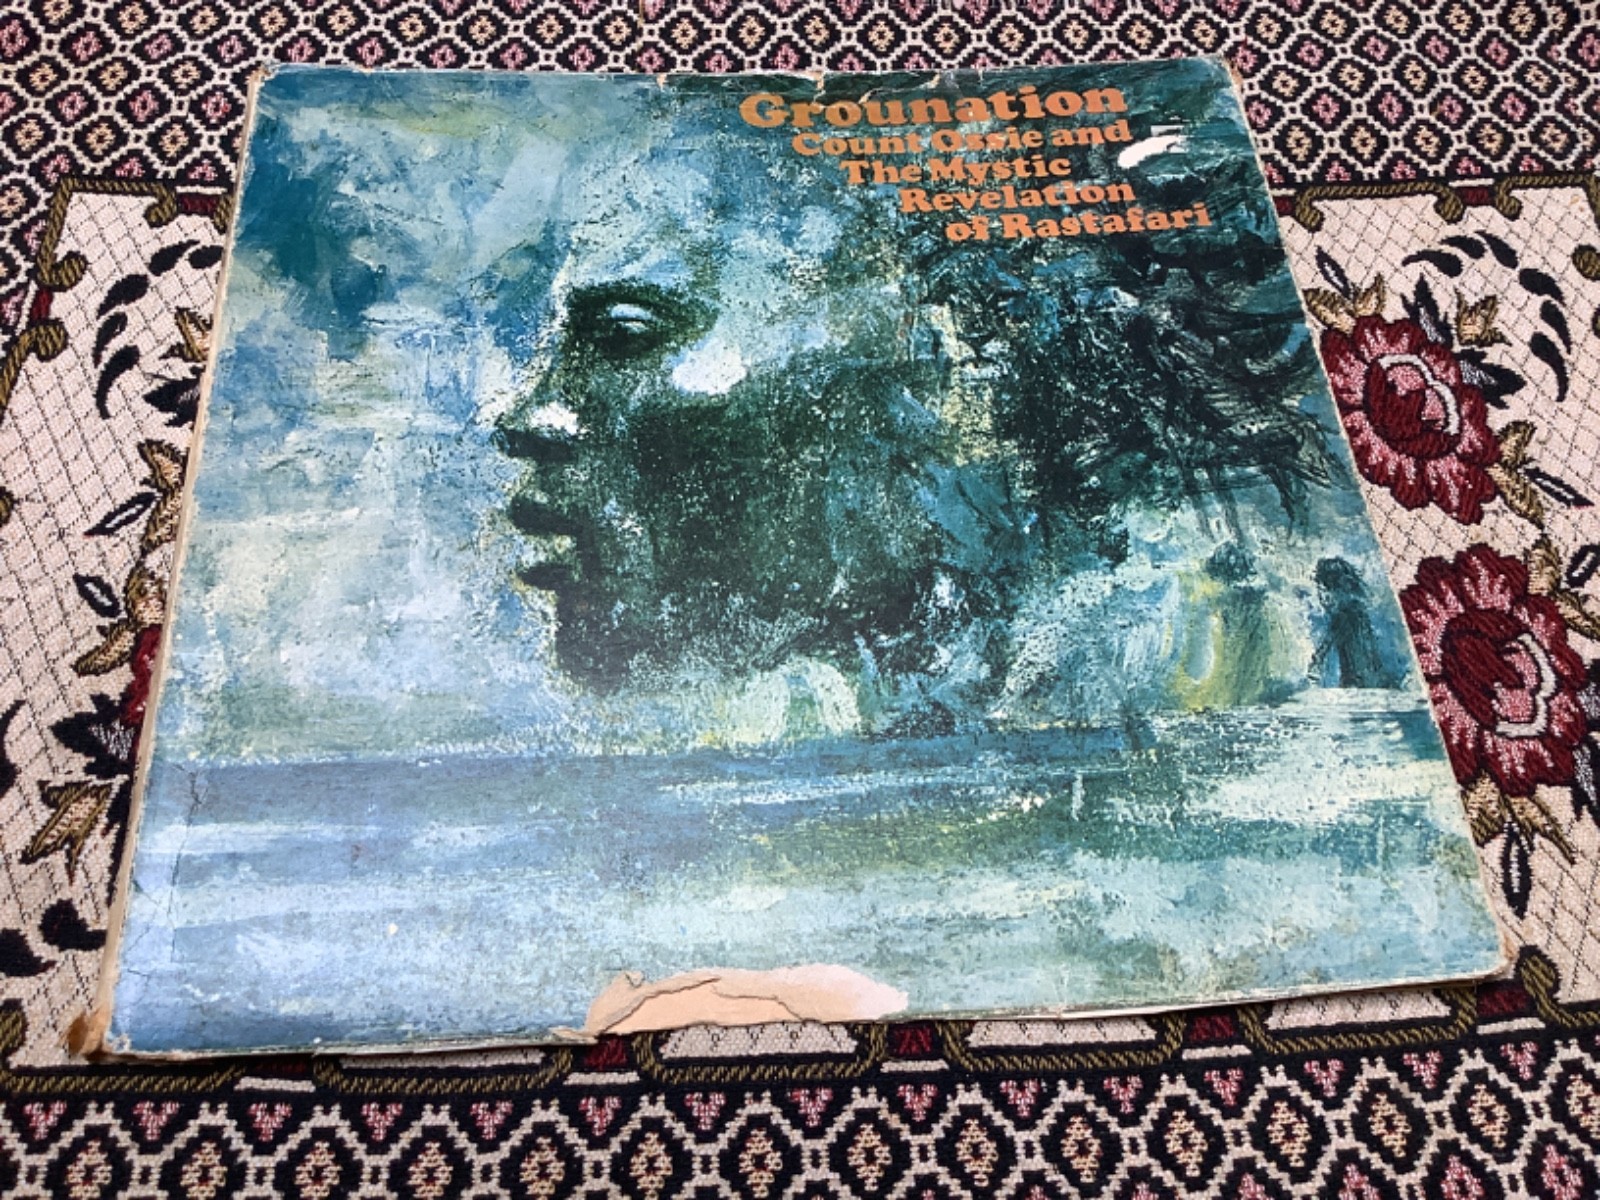 Grounation
Count Ossie and
The Mystic
Revelation
of Rastafari